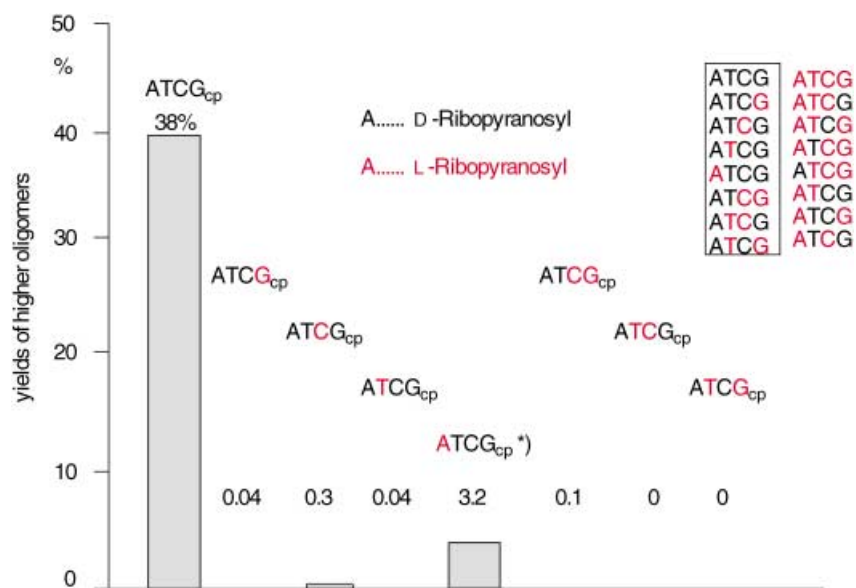 50
%
ATCGcp
38%
40
A...... D -Ribopyranosyl
A...... L -Ribopyranosyl
ATCG ATCG
ATCG ATCG
ATCG ATCG
ATCG ATCG
ATCG ATCG
ATCG ATCG
ATCG ATCG
ATCG ATCG
30
yields of higher oligomers
ATCGcp
ATCGcp
ATCGcp
ATCGcp
20
ATCGcp
ATCGcp
ATCGcp *)
10
0.04 0.3 0.04 3.2 0.1 0 0
0